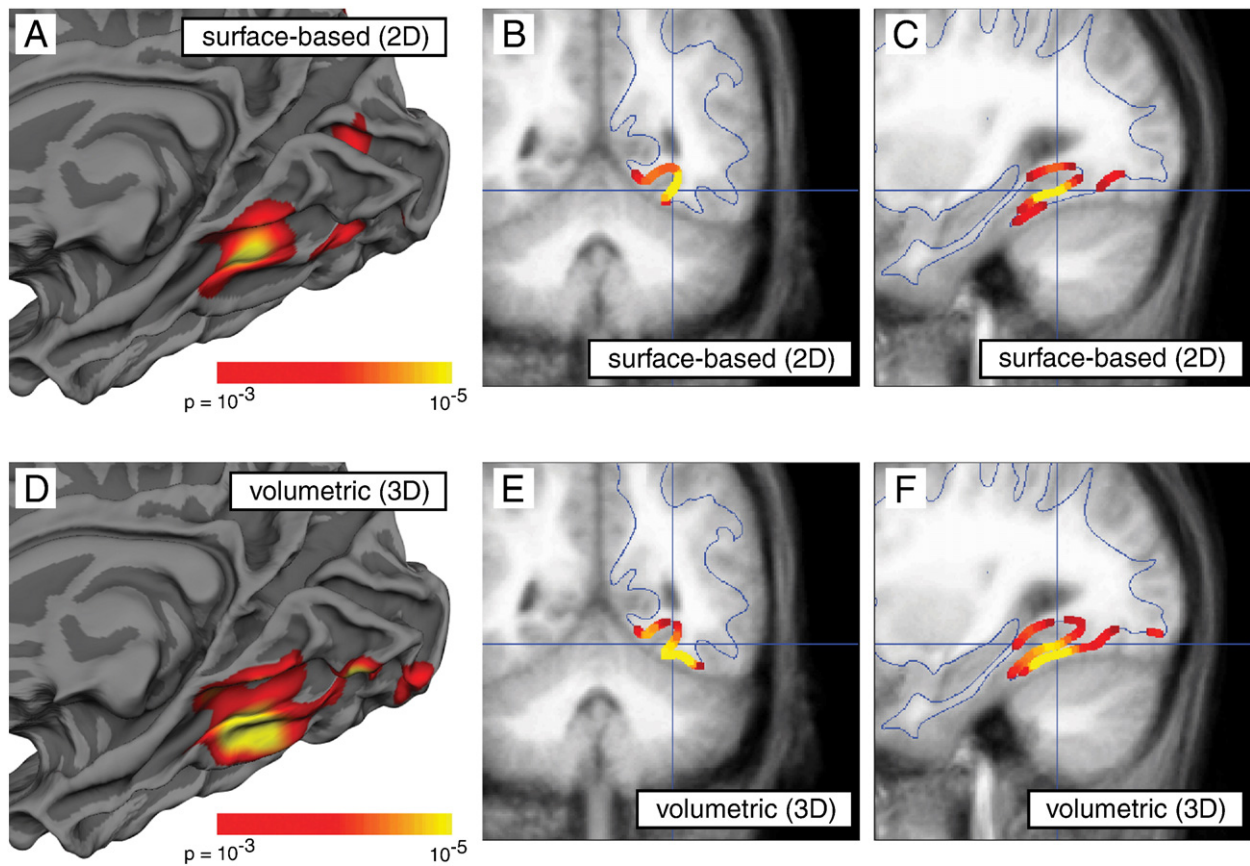 A
surface-based (2D)
B
C
surface-based (2D)
surface-based (2D)
p = 10-3
10-5
D
volumetric (3D)
E
F
volumetric (3D)
volumetric (3D)
p = 10-3
10-5